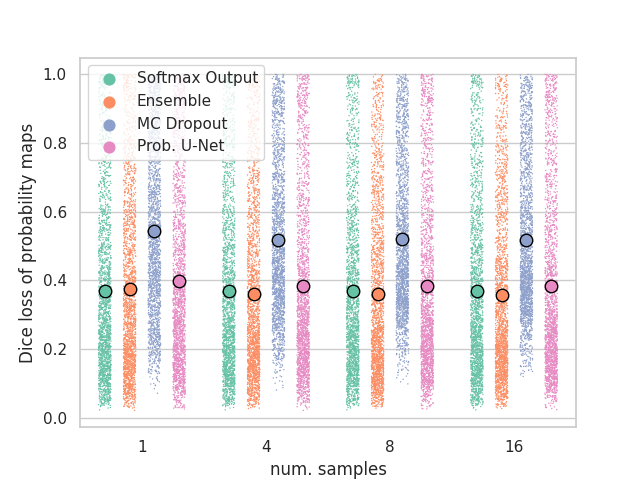 Softmax Output
Ensemble
MC Dropout
Prob. U-Net
Dice loss of probability maps
1.0
0.8
0.6
0.4
0.2
0.0
1 4 8 16
num. samples